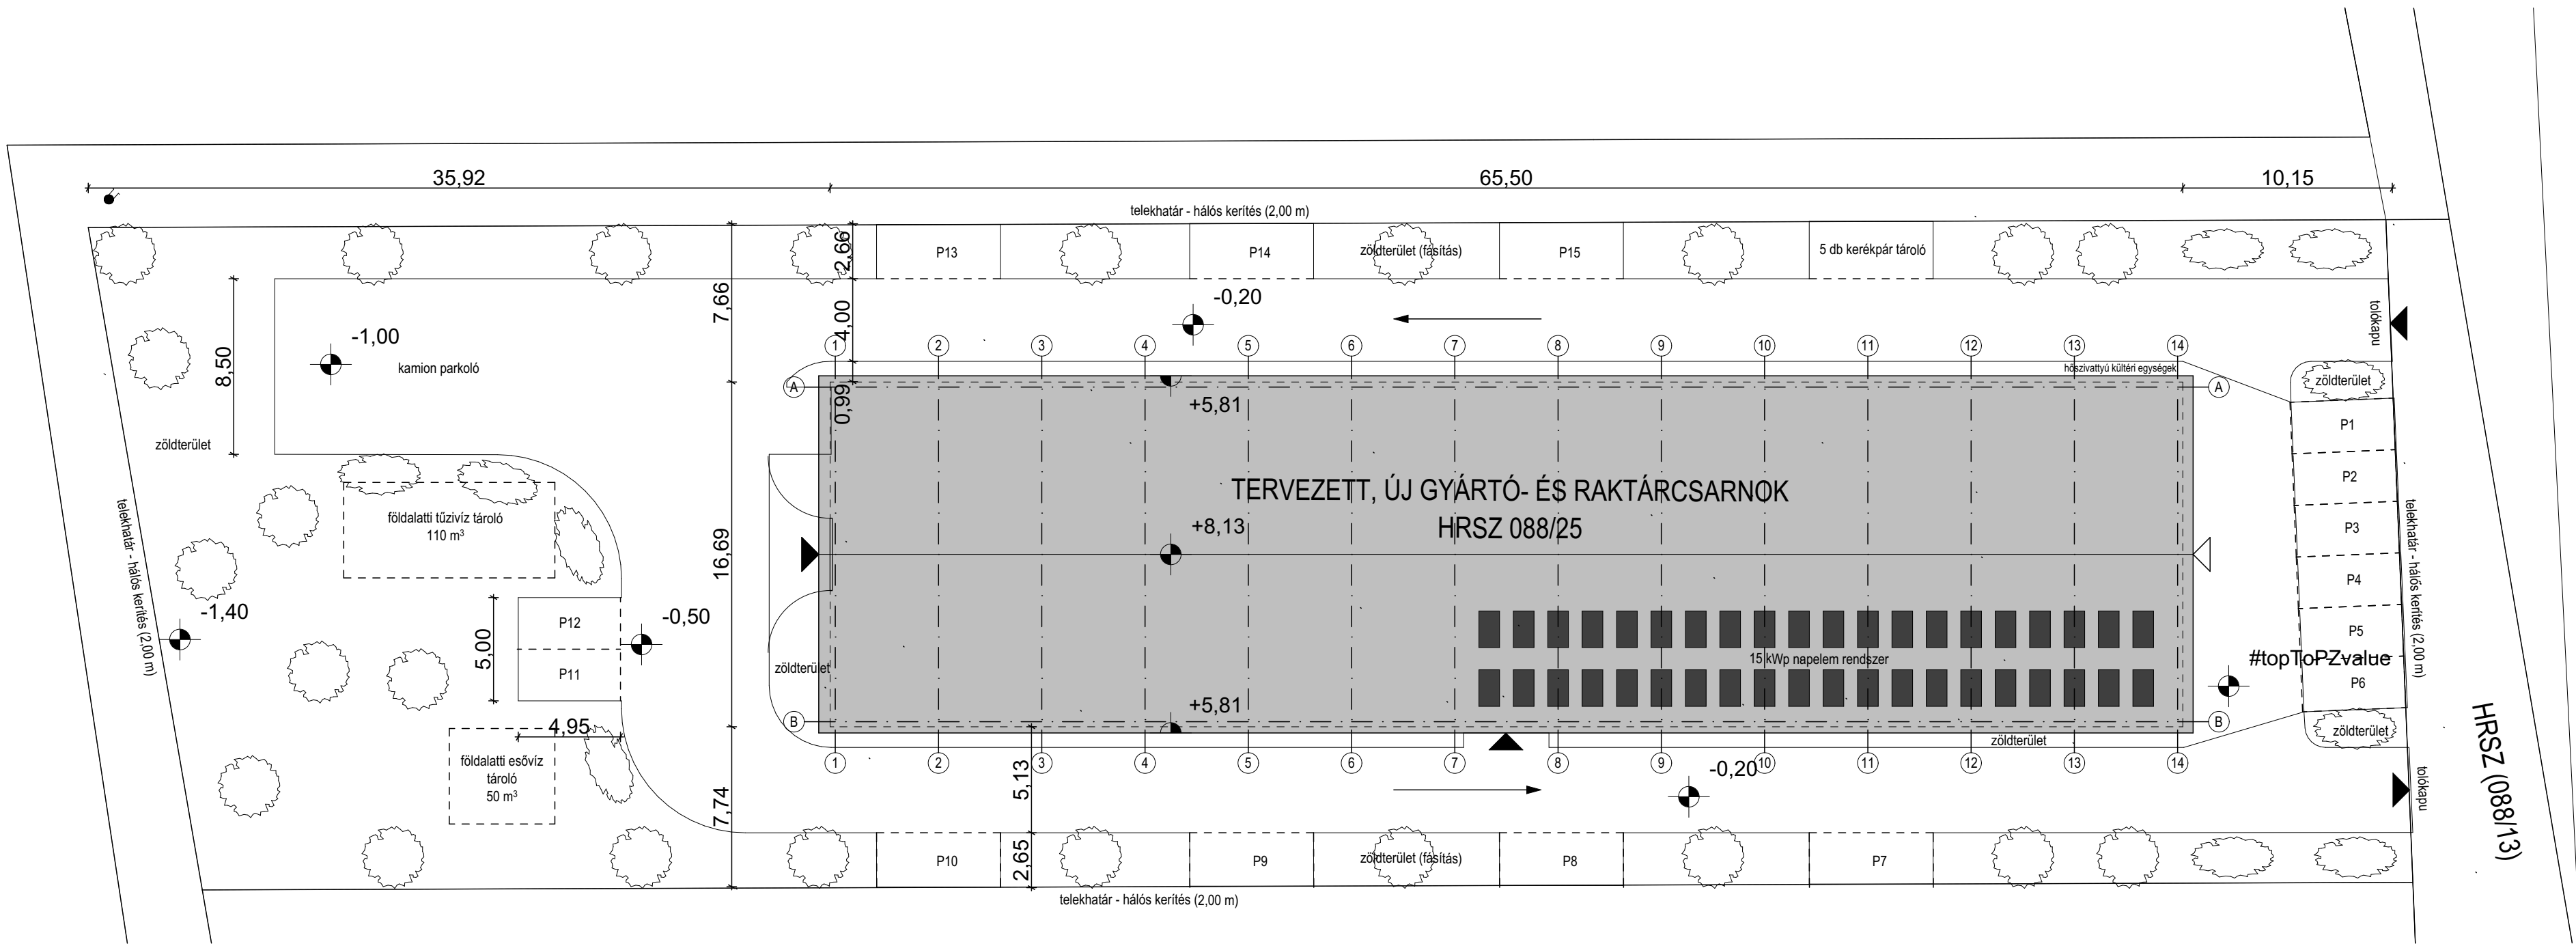 35,92
65,50
10,15
telekhatár - hálós kerítés (2,00 m)
2,66
P13
P14
zöldterület (fásítás)
P15
5 db kerékpár tároló
7,66
4,00
-0,20
tolókapu
8,50
-1,00
kamion parkoló
1
2
3
4
5
6
7
8
9
10
11
12
13
14
hőszivattyú kültéri egységek
A
A
0,99
+5,81
zöldterület
P1
P2
P3
P4
P5
P6
telekhatár - hálós kerítés (2,00 m)
zöldterület
telekhatár - hálós kerítés (2,00 m)
földalatti tűzivíz tároló
110 m³
16,69
TERVEZETT, ÚJ GYÁRTÓ- ÉS RAKTÁRCSARNOK
HRSZ 088/25
+8,13
-1,40
5,00
P12
P11
-0,50
4,95
zöldterület
15 kWp napelem rendszer
#topToPZvalue
+5,81
B
B
zöldterület
zöldterület
HRSZ (088/13)
földalatti esővíz
tároló
50 m³
1
2
3
4
5
6
7
8
9
10
11
12
13
14
7,74
5,13
-0,20
tolókapu
2,65
P10
P9
zöldterület (fásítás)
P8
P7
telekhatár - hálós kerítés (2,00 m)